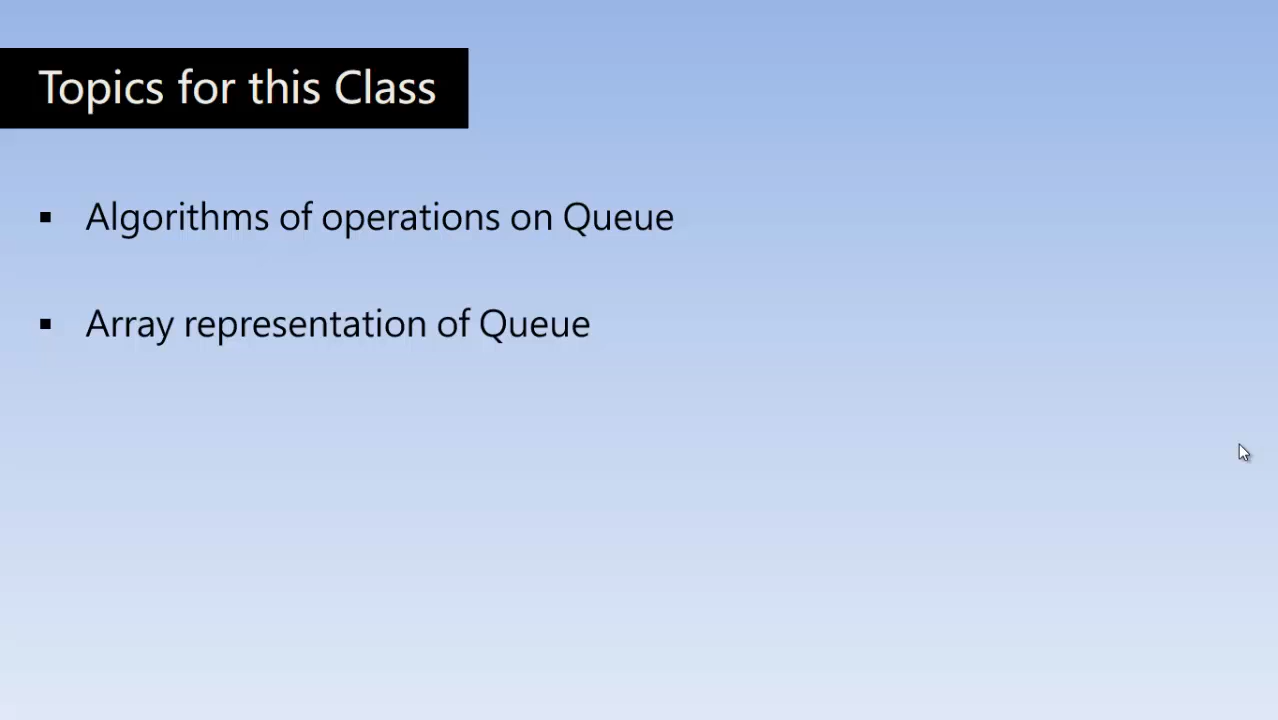 Topics for this Class
▪ Algorithms of operations on Queue
▪ Array representation of Queue